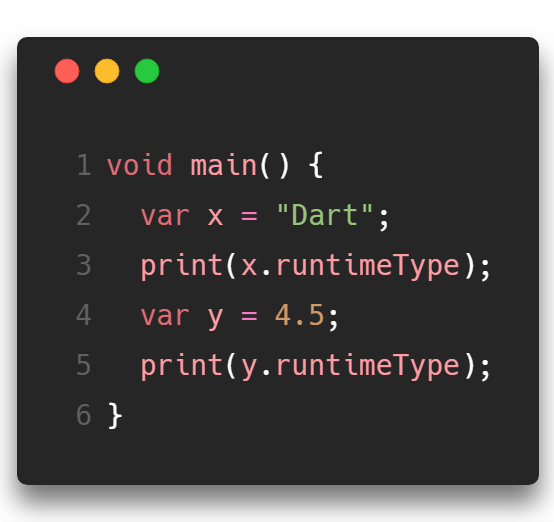 1 void main() {
2   var x = "Dart";
3   print(x.runtimeType);
4   var y = 4.5;
5   print(y.runtimeType);
6 }